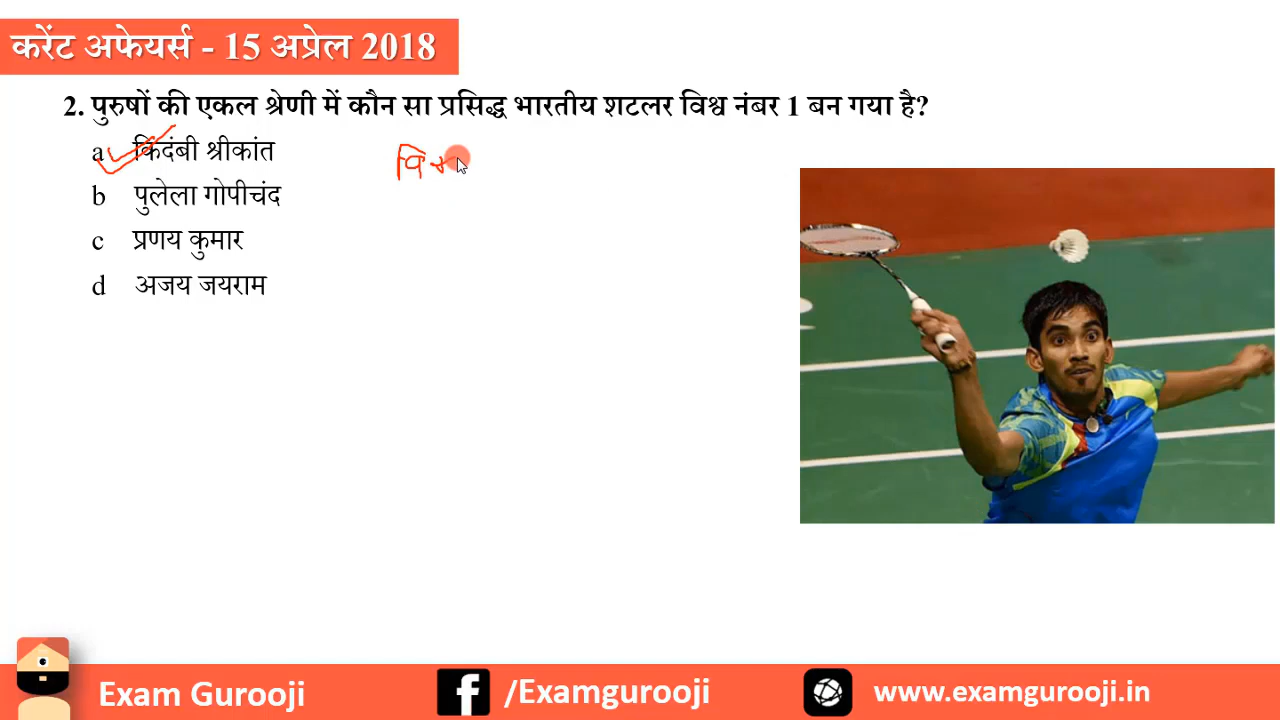 करेंट अफेयर्स - 15 अप्रेल 2018
2. पुरुषों की एकल श्रेणी में कौन सा प्रसिद्ध भारतीय शटलर विश्व नंबर 1 बन गया है?
a किदंबी श्रीकांत
b पुलेला गोपीचंद
c प्रणय कुमार
d अजय जयराम
Exam Gurooji
/Examgurooji
www.examgurooji.in